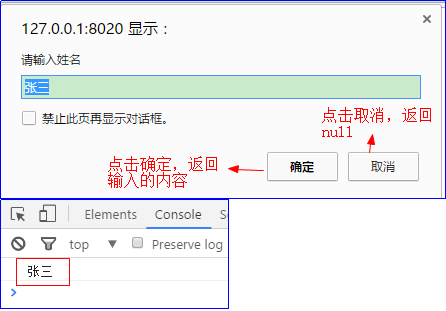 127.0.0.1:8020 显示：
请输入姓名
张三
禁止此页再显示对话框。
点击取消，返回
null
点击确定，返回
输入的内容
确定
取消
Elements Console S
top Preserve log
张三